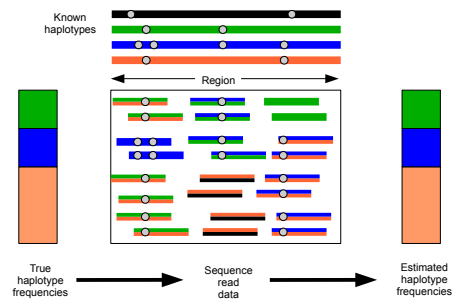 Known
haplotypes
Region
True
haplotype
frequencies
Sequence
read
data
Estimated
haplotype
frequencies